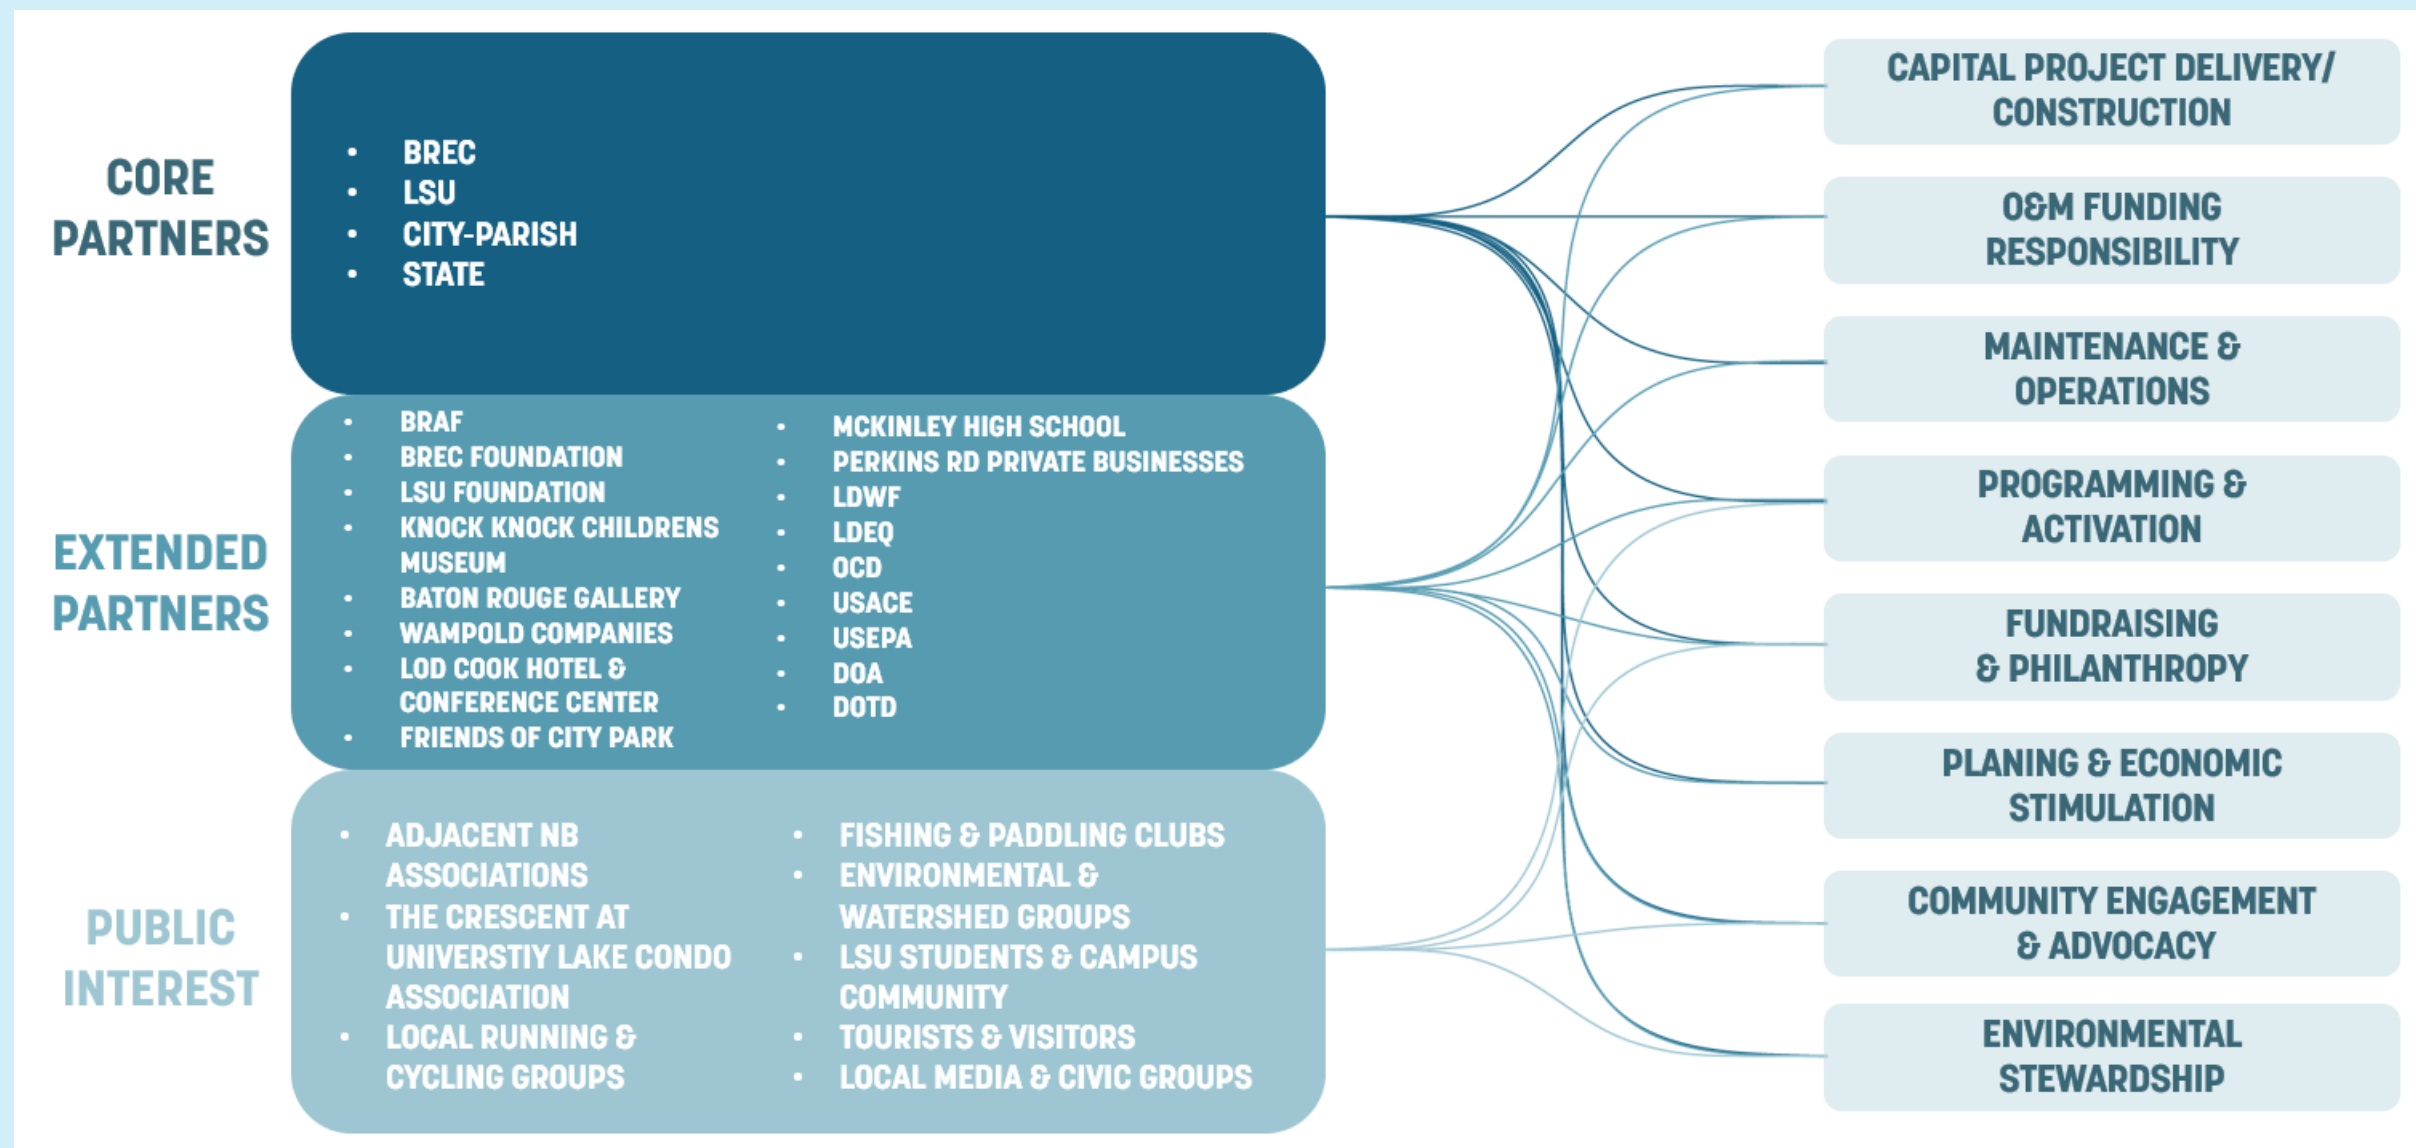 CORE
PARTNERS
• BREC
• LSU
• CITY-PARISH
• STATE
EXTENDED
PARTNERS
• BRAF
• BREC FOUNDATION
• LSU FOUNDATION
• KNOCK KNOCK CHILDRENS
MUSEUM
• BATON ROUGE GALLERY
• WAMPOLD COMPANIES
• LOD COOK HOTEL &
CONFERENCE CENTER
• FRIENDS OF CITY PARK
• MCKINLEY HIGH SCHOOL
• PERKINS RD PRIVATE BUSINESSES
• LDWF
• LDEQ
• OCD
• USACE
• USEPA
• DOA
• DOTD
PUBLIC
INTEREST
• ADJACENT NB
ASSOCIATIONS
• THE CRESCENT AT
UNIVERSTIY LAKE CONDO
ASSOCIATION
• LOCAL RUNNING &
CYCLING GROUPS
• FISHING & PADDLING CLUBS
• ENVIRONMENTAL &
WATERSHED GROUPS
• LSU STUDENTS & CAMPUS
COMMUNITY
• TOURISTS & VISITORS
• LOCAL MEDIA & CIVIC GROUPS
CAPITAL PROJECT DELIVERY/
CONSTRUCTION
O&M FUNDING
RESPONSIBILITY
MAINTENANCE &
OPERATIONS
PROGRAMMING &
ACTIVATION
FUNDRAISING
& PHILANTHROPY
PLANING & ECONOMIC
STIMULATION
COMMUNITY ENGAGEMENT
& ADVOCACY
ENVIRONMENTAL
STEWARDSHIP